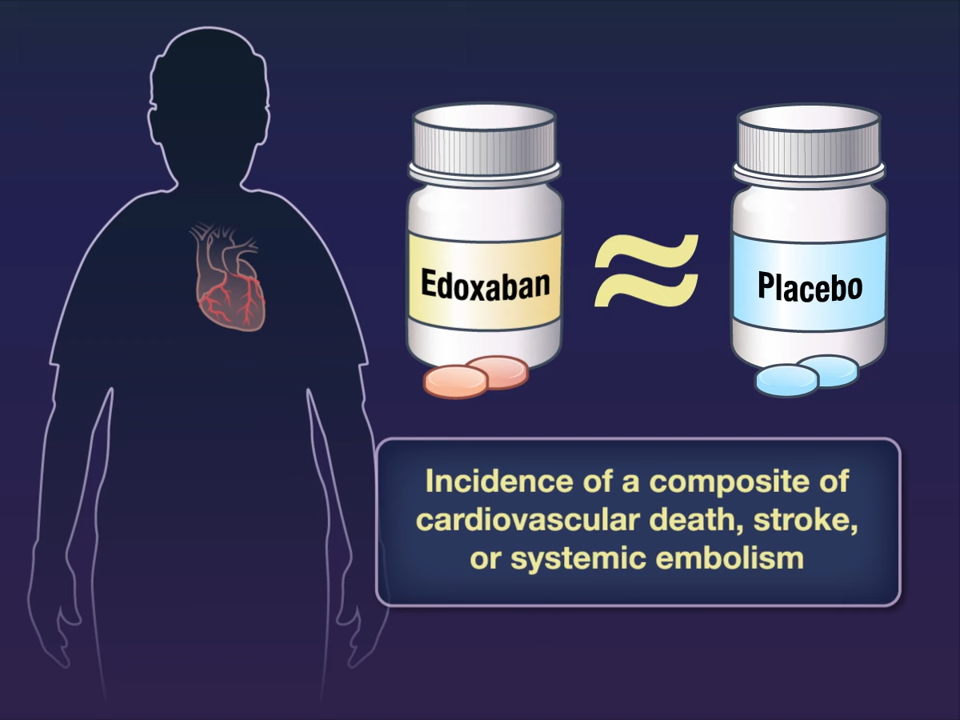 Edoxaban
≈
Placebo
Incidence of a composite of
cardiovascular death, stroke,
or systemic embolism